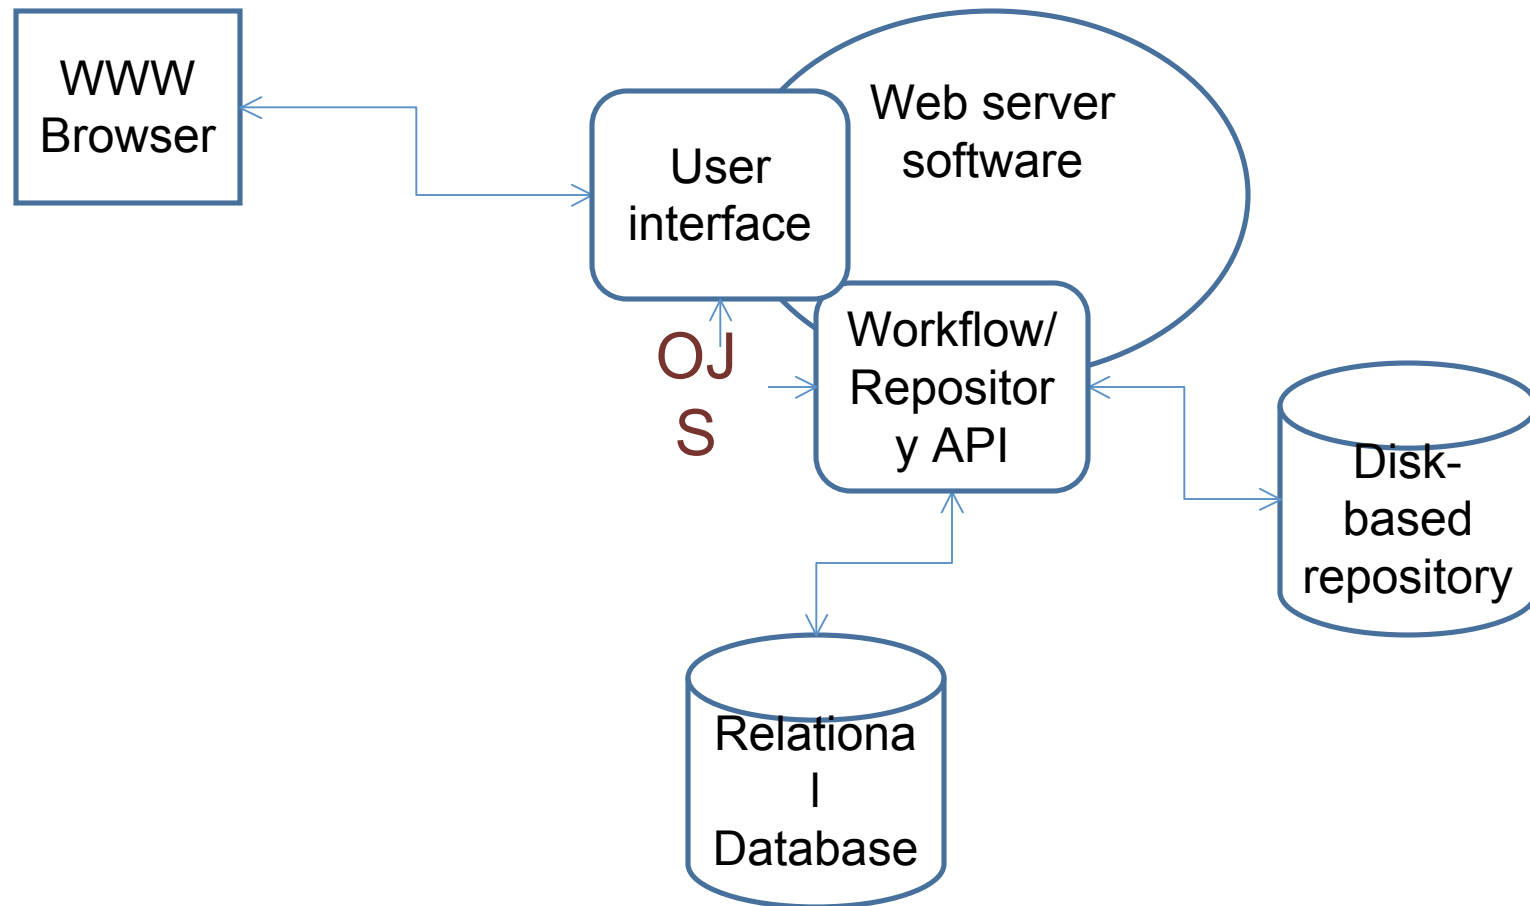 WWW
Browser
User
interface
Web server
software
OJ
S
Workflow/
Repositor
y API
Disk-
based
repository
Relationa
l
Database